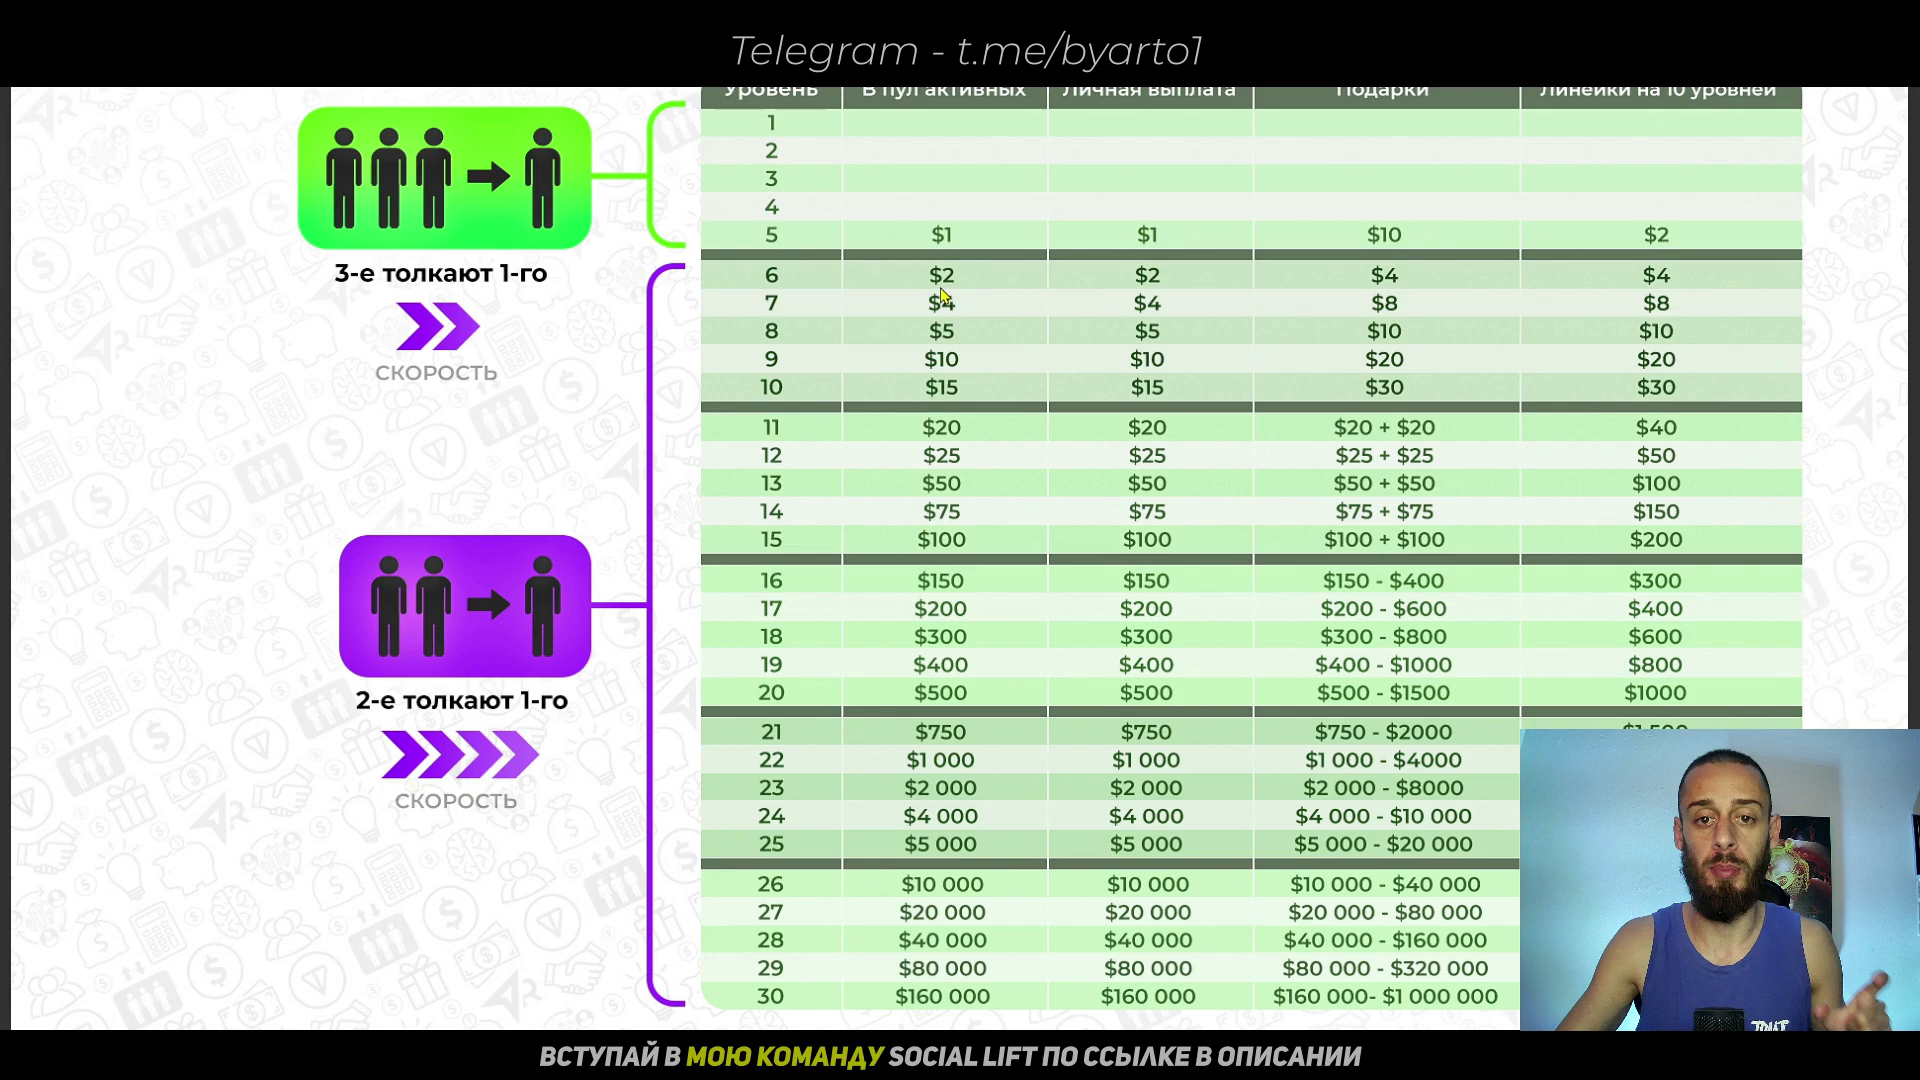 Telegram - t.me/byarto1
Уровень В пул активных Личная выплата Подарки Линейки на 10 уровней
1
2
3
4
5 $1 $1 $10 $2
6 $2 $2 $4 $4
7 $4 $4 $8 $8
8 $5 $5 $10 $10
9 $10 $10 $20 $20
10 $15 $15 $30 $30
11 $20 $20 $20 + $20 $40
12 $25 $25 $25 + $25 $50
13 $50 $50 $50 + $50 $100
14 $75 $75 $75 + $75 $150
15 $100 $100 $100 + $100 $200
16 $150 $150 $150 - $400 $300
17 $200 $200 $200 - $600 $400
18 $300 $300 $300 - $800 $600
19 $400 $400 $400 - $1000 $800
20 $500 $500 $500 - $1500 $1000
21 $750 $750 $750 - $2000 $1 500
22 $1 000 $1 000 $1 000 - $4000
23 $2 000 $2 000 $2 000 - $8000
24 $4 000 $4 000 $4 000 - $10 000
25 $5 000 $5 000 $5 000 - $20 000
26 $10 000 $10 000 $10 000 - $40 000
27 $20 000 $20 000 $20 000 - $80 000
28 $40 000 $40 000 $40 000 - $160 000
29 $80 000 $80 000 $80 000 - $320 000
30 $160 000 $160 000 $160 000- $1 000 000
3-е толкают 1-го
СКОРОСТЬ
2-е толкают 1-го
СКОРОСТЬ
ВСТУПАЙ В МОЮ КОМАНДУ SOCIAL LIFT ПО ССЫЛКЕ В ОПИСАНИИ